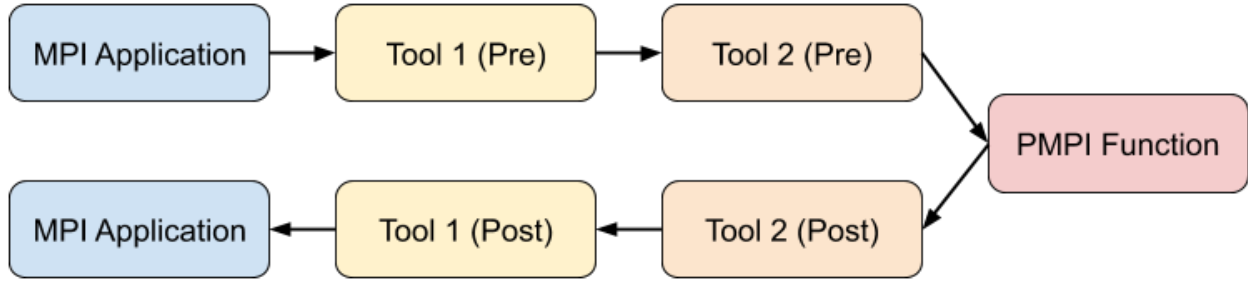 MPI Application
Tool 1 (Pre)
Tool 2 (Pre)
PMPI Function
MPI Application
Tool 1 (Post)
Tool 2 (Post)